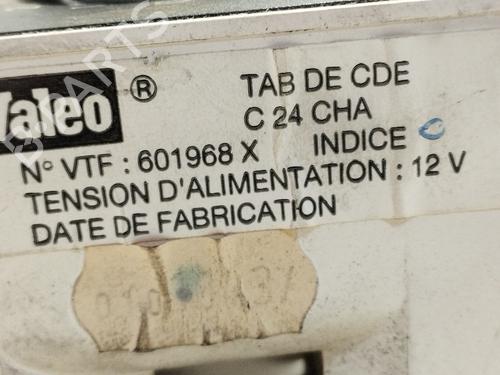 Valeo ® TAB DE CDE
C 24 CHA
N° VTF : 601968 X INDICE C
TENSION D'ALIMENTATION : 12 V
DATE DE FABRICATION